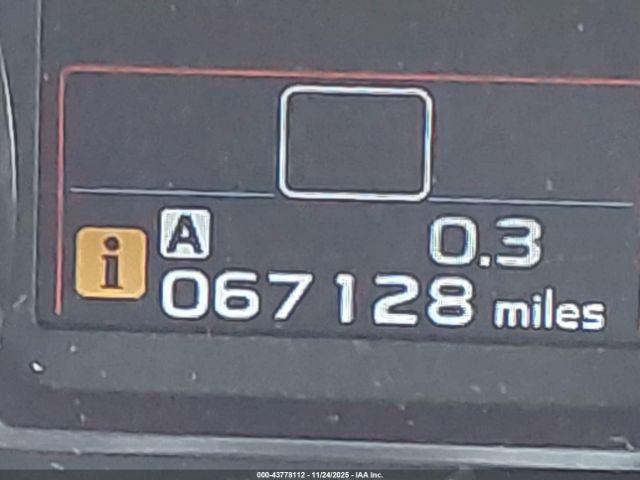 A 0.3
i 067128 miles
000-43778112 - 11/24/2025 - IAA Inc.